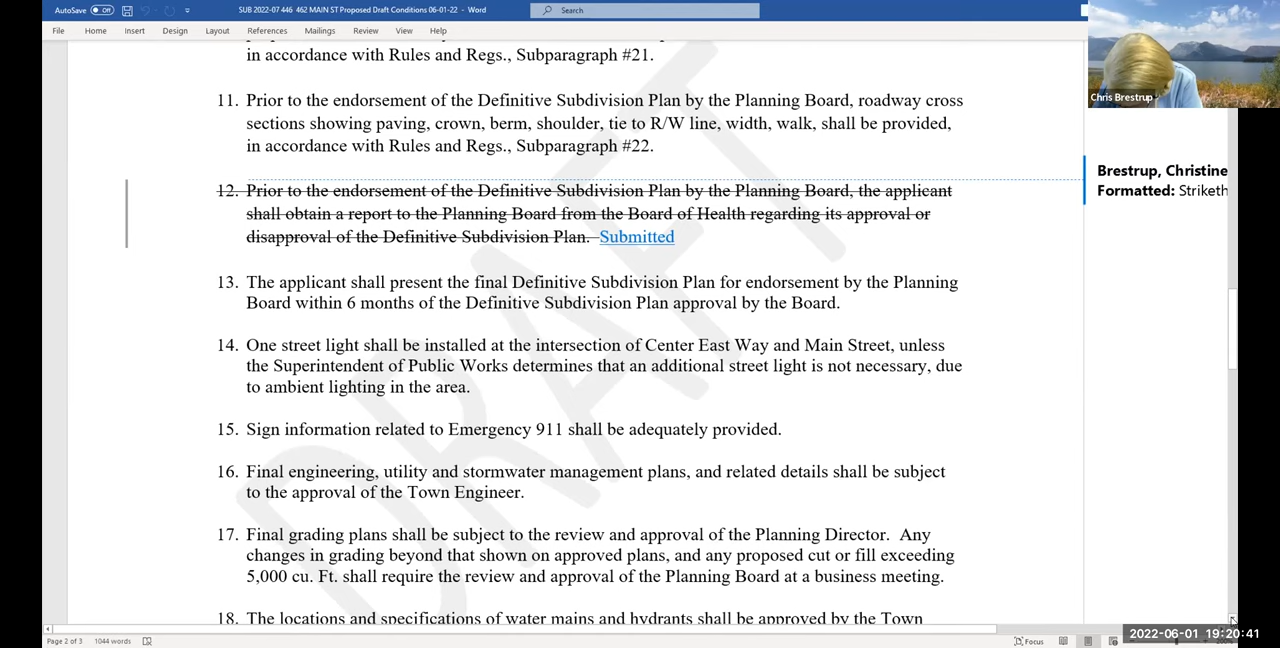 AutoSave Off SUB 2022-07 446 462 MAIN ST Proposed Draft Conditions 06-01-22 - Word Search
File Home Insert Design Layout References Mailings Review View Help
in accordance with Rules and Regs., Subparagraph #21.
11. Prior to the endorsement of the Definitive Subdivision Plan by the Planning Board, roadway cross
sections showing paving, crown, berm, shoulder, tie to R/W line, width, walk, shall be provided,
in accordance with Rules and Regs., Subparagraph #22.
12. Prior to the endorsement of the Definitive Subdivision Plan by the Planning Board, the applicant
shall obtain a report to the Planning Board from the Board of Health regarding its approval or
disapproval of the Definitive Subdivision Plan. Submitted
13. The applicant shall present the final Definitive Subdivision Plan for endorsement by the Planning
Board within 6 months of the Definitive Subdivision Plan approval by the Board.
14. One street light shall be installed at the intersection of Center East Way and Main Street, unless
the Superintendent of Public Works determines that an additional street light is not necessary, due
to ambient lighting in the area.
15. Sign information related to Emergency 911 shall be adequately provided.
16. Final engineering, utility and stormwater management plans, and related details shall be subject
to the approval of the Town Engineer.
17. Final grading plans shall be subject to the review and approval of the Planning Director. Any
changes in grading beyond that shown on approved plans, and any proposed cut or fill exceeding
5,000 cu. Ft. shall require the review and approval of the Planning Board at a business meeting.
18. The locations and specifications of water mains and hydrants shall be approved by the Town
DRAFT
Chris Brestrup
Brestrup, Christine
Formatted: Striketh
Page 2 of 3 1044 words Focus
2022-06-01 19:20:41